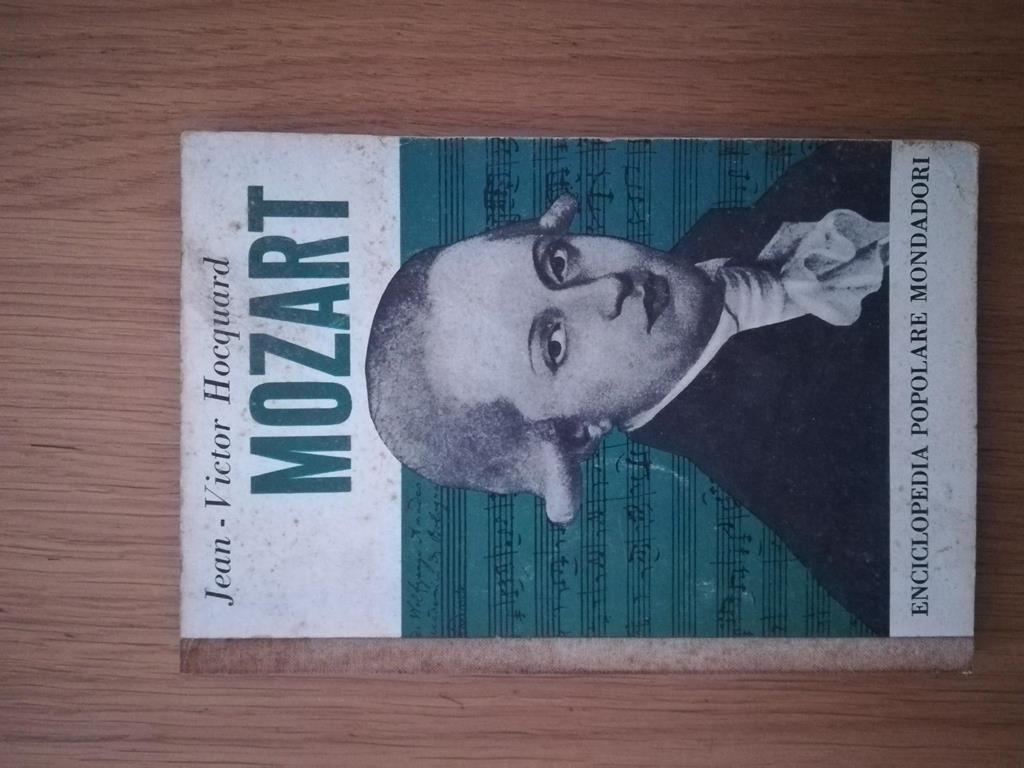 Jean - Victor Hocquard
MOZART
ENCICLOPEDIA POPOLARE MONDADORI